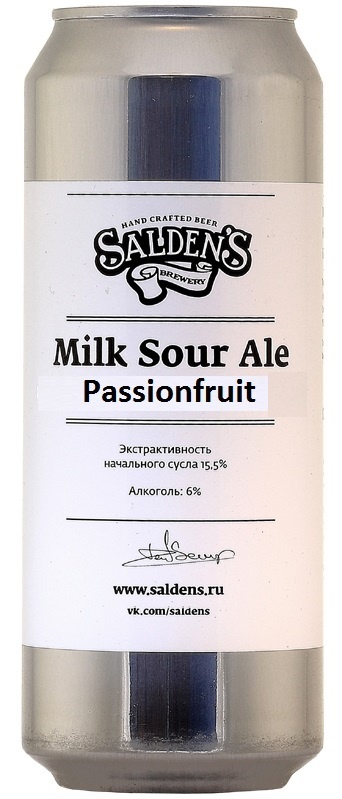 HAND CRAFTED BEER
SALDEN'S
BREWERY
Milk Sour Ale
Passionfruit
Экстрактивность
начального сусла 15,5%
Алкоголь: 6%
www.saldens.ru
vk.com/saldens